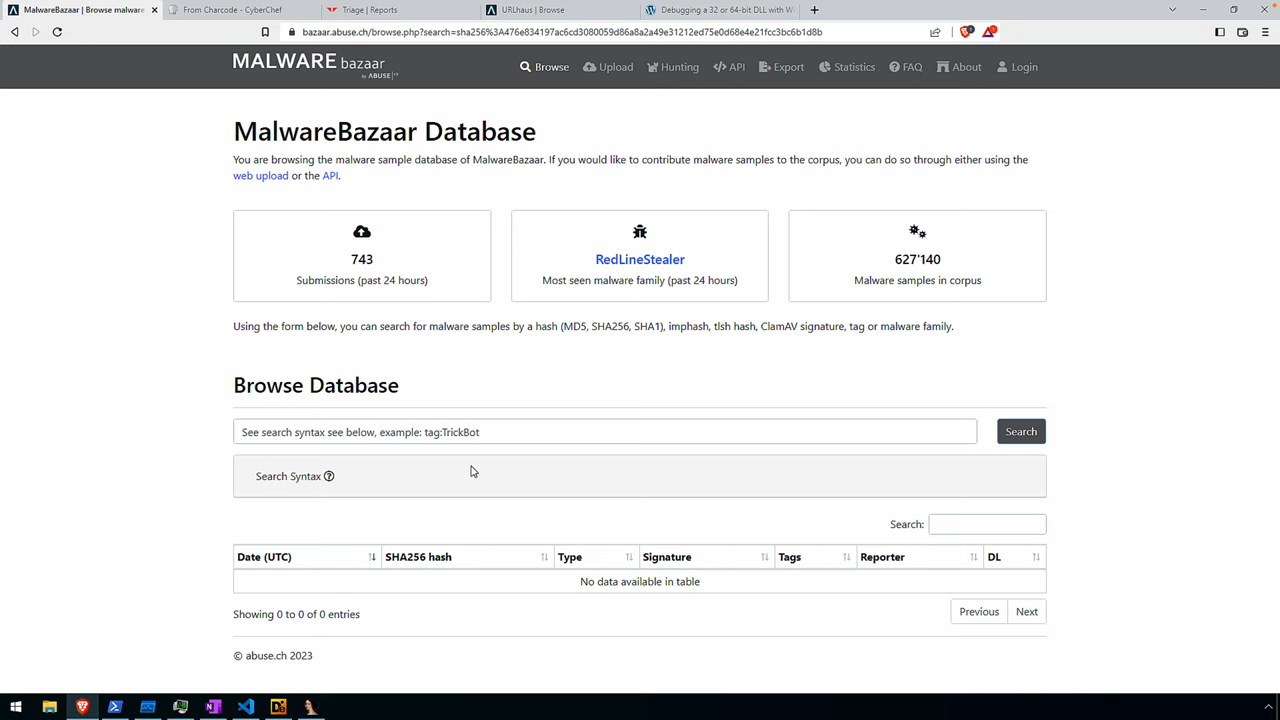 MalwareBazaar | Browse malware
From Charcode - CyberChef
Triage | Reports
URLhaus | Browse
Debugging a 32 or 64-bit DLL with W
bazaar.abuse.ch/browse.php?search=sha256%3A476e834197ac6cd3080059d86a8a2a49e31212ed75e0d68e4e21fcc3bc6b1d8b
MALWARE bazaar
by ABUSE
Browse
Upload
Hunting
API
Export
Statistics
FAQ
About
Login
MalwareBazaar Database
You are browsing the malware sample database of MalwareBazaar. If you would like to contribute malware samples to the corpus, you can do so through either using the
web upload or the API.
743
Submissions (past 24 hours)
RedLineStealer
Most seen malware family (past 24 hours)
627'140
Malware samples in corpus
Using the form below, you can search for malware samples by a hash (MD5, SHA256, SHA1), imphash, tlsh hash, ClamAV signature, tag or malware family.
Browse Database
See search syntax see below, example: tag:TrickBot
Search
Search Syntax
Search:
Date (UTC) SHA256 hash Type Signature Tags Reporter DL
No data available in table
Showing 0 to 0 of 0 entries
Previous Next
© abuse.ch 2023